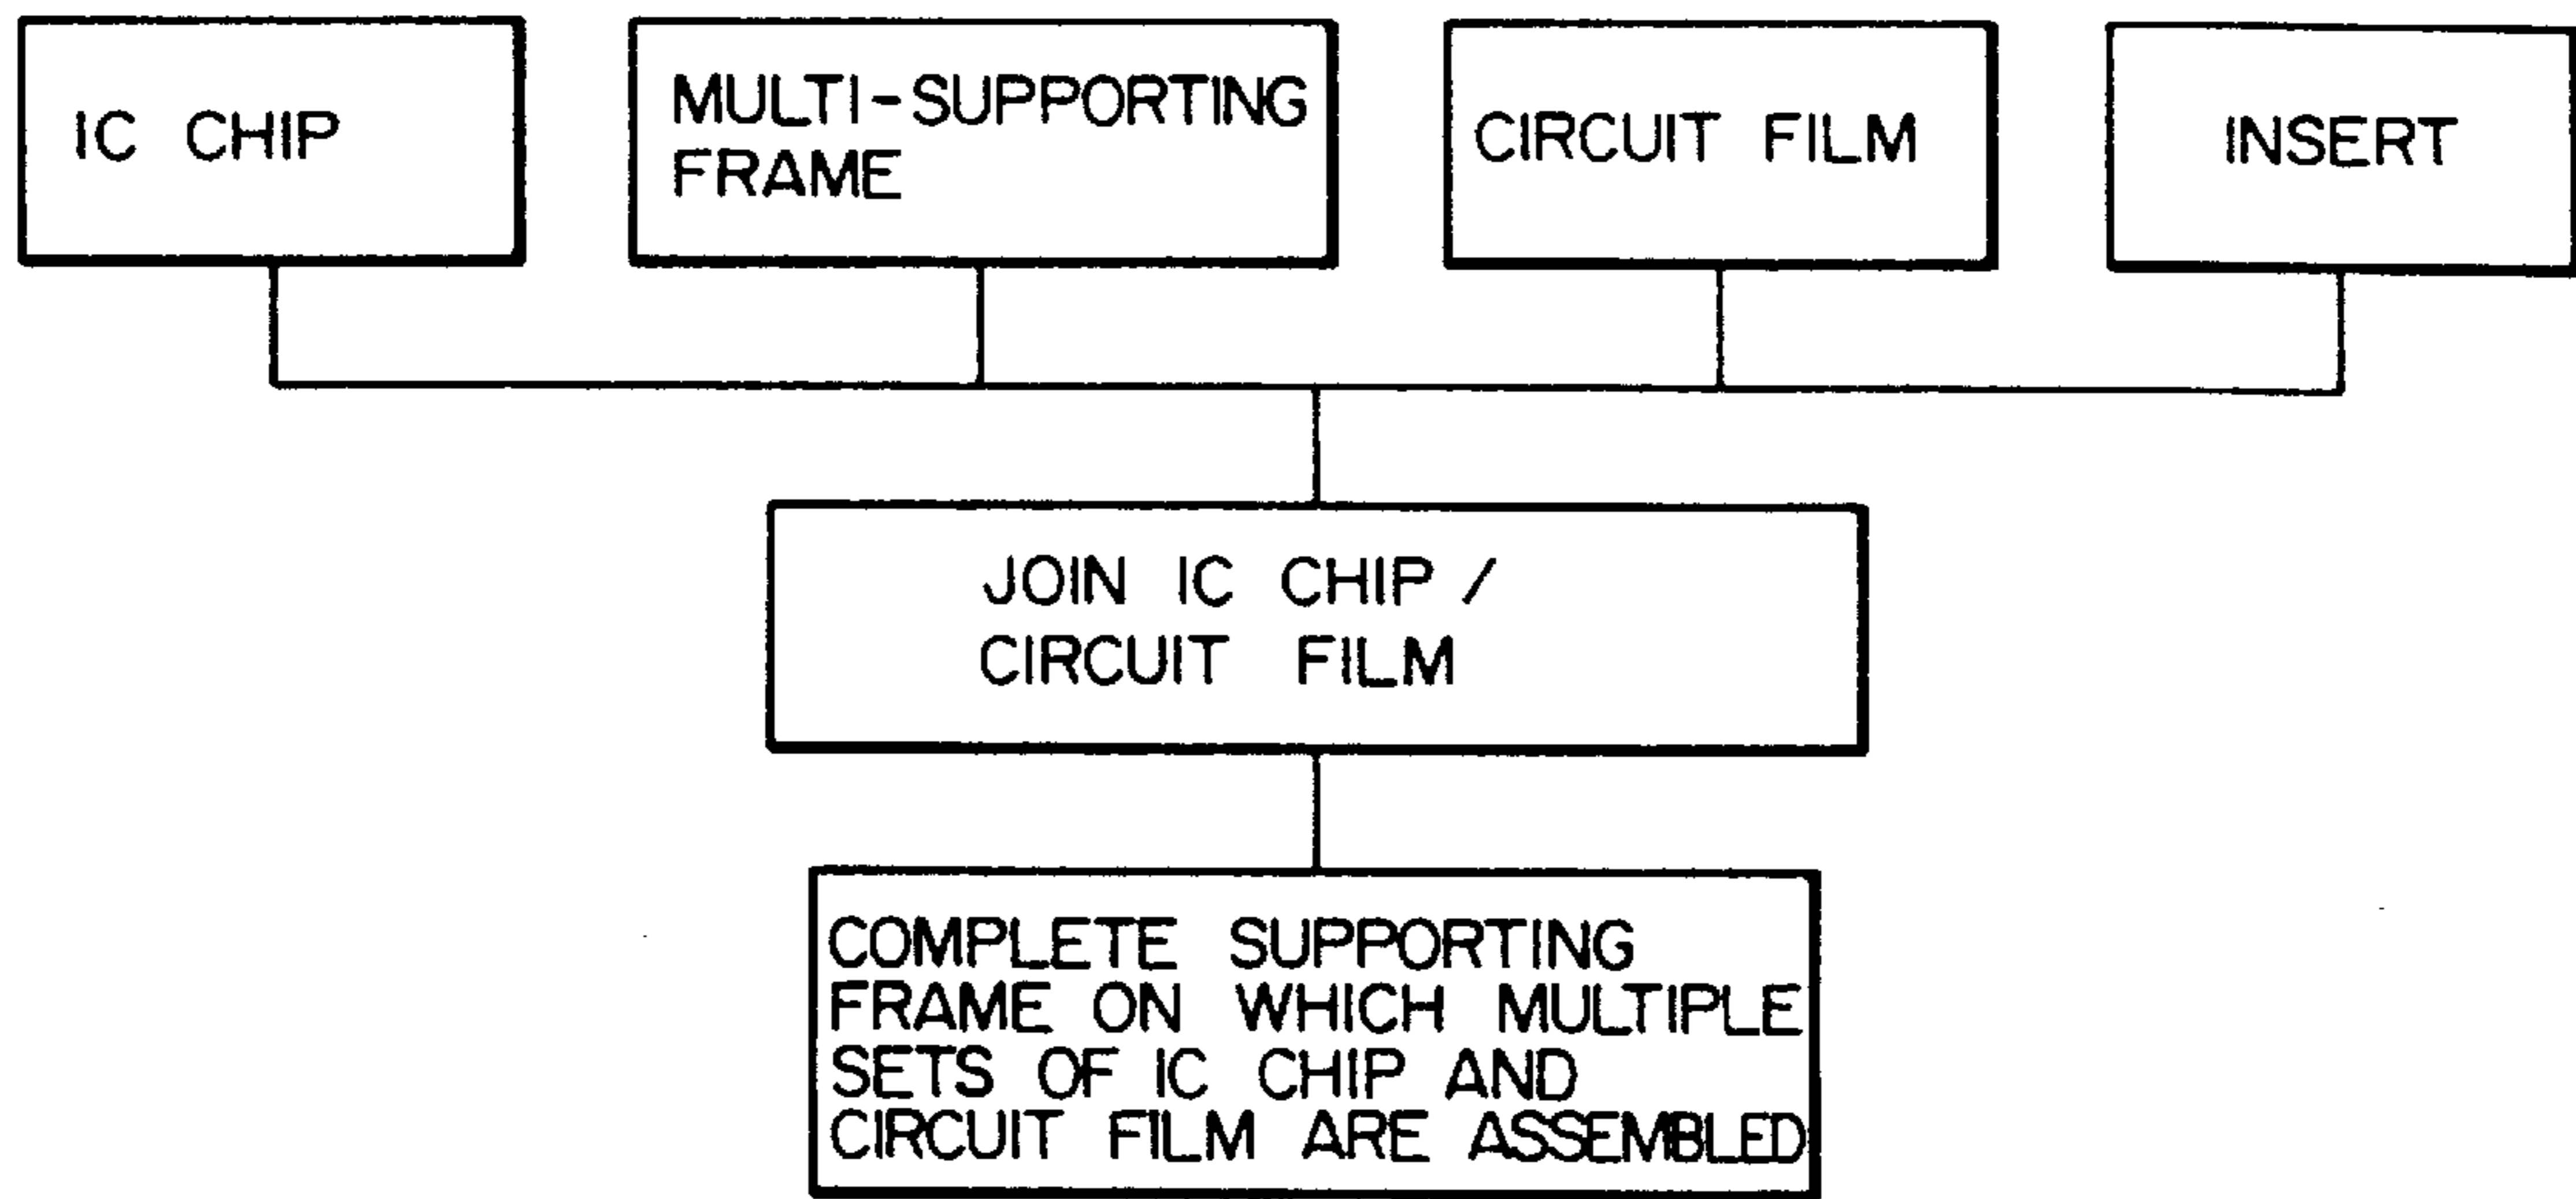 IC CHIP
MULTI-SUPPORTING
FRAME
CIRCUIT FILM
INSERT
JOIN IC CHIP /
CIRCUIT FILM
COMPLETE SUPPORTING
FRAME ON WHICH MULTIPLE
SETS OF IC CHIP AND
CIRCUIT FILM ARE ASSEMBLED